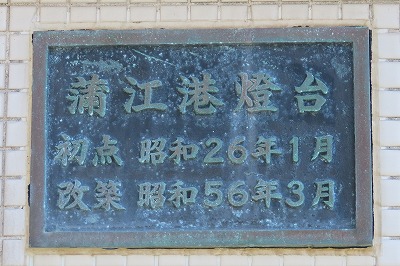 蒲江港燈台
初点 昭和26年1月
改築 昭和56年3月